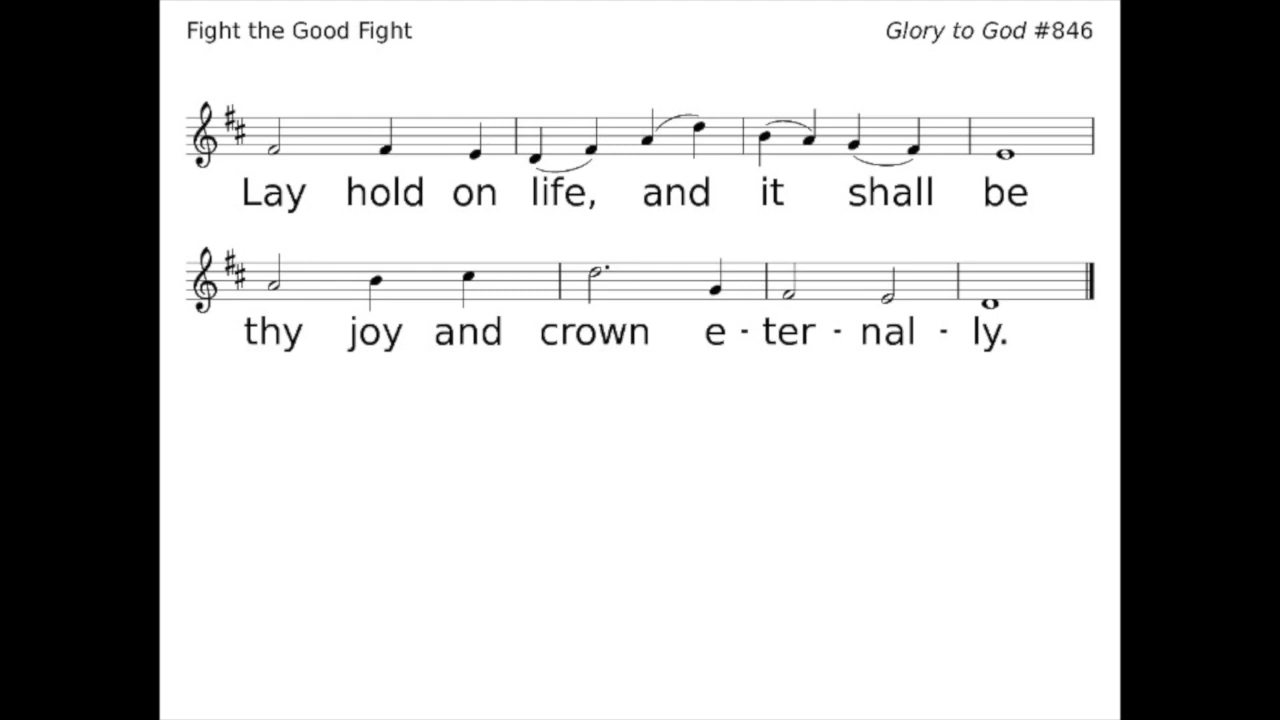 Fight the Good Fight Glory to God #846
Lay hold on life, and it shall be
thy joy and crown e - ter - nal - ly.